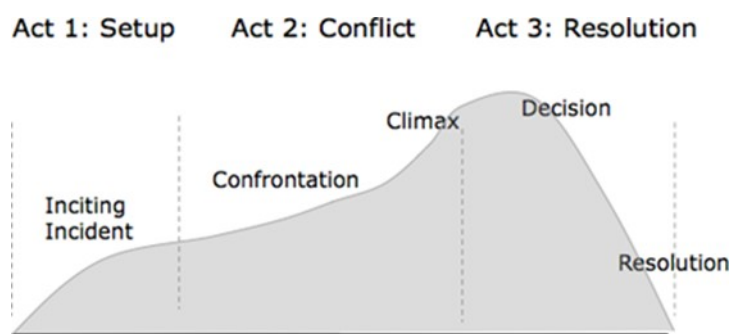 Act 1: Setup
Act 2: Conflict
Act 3: Resolution
Inciting
Incident
Confrontation
Climax
Decision
Resolution